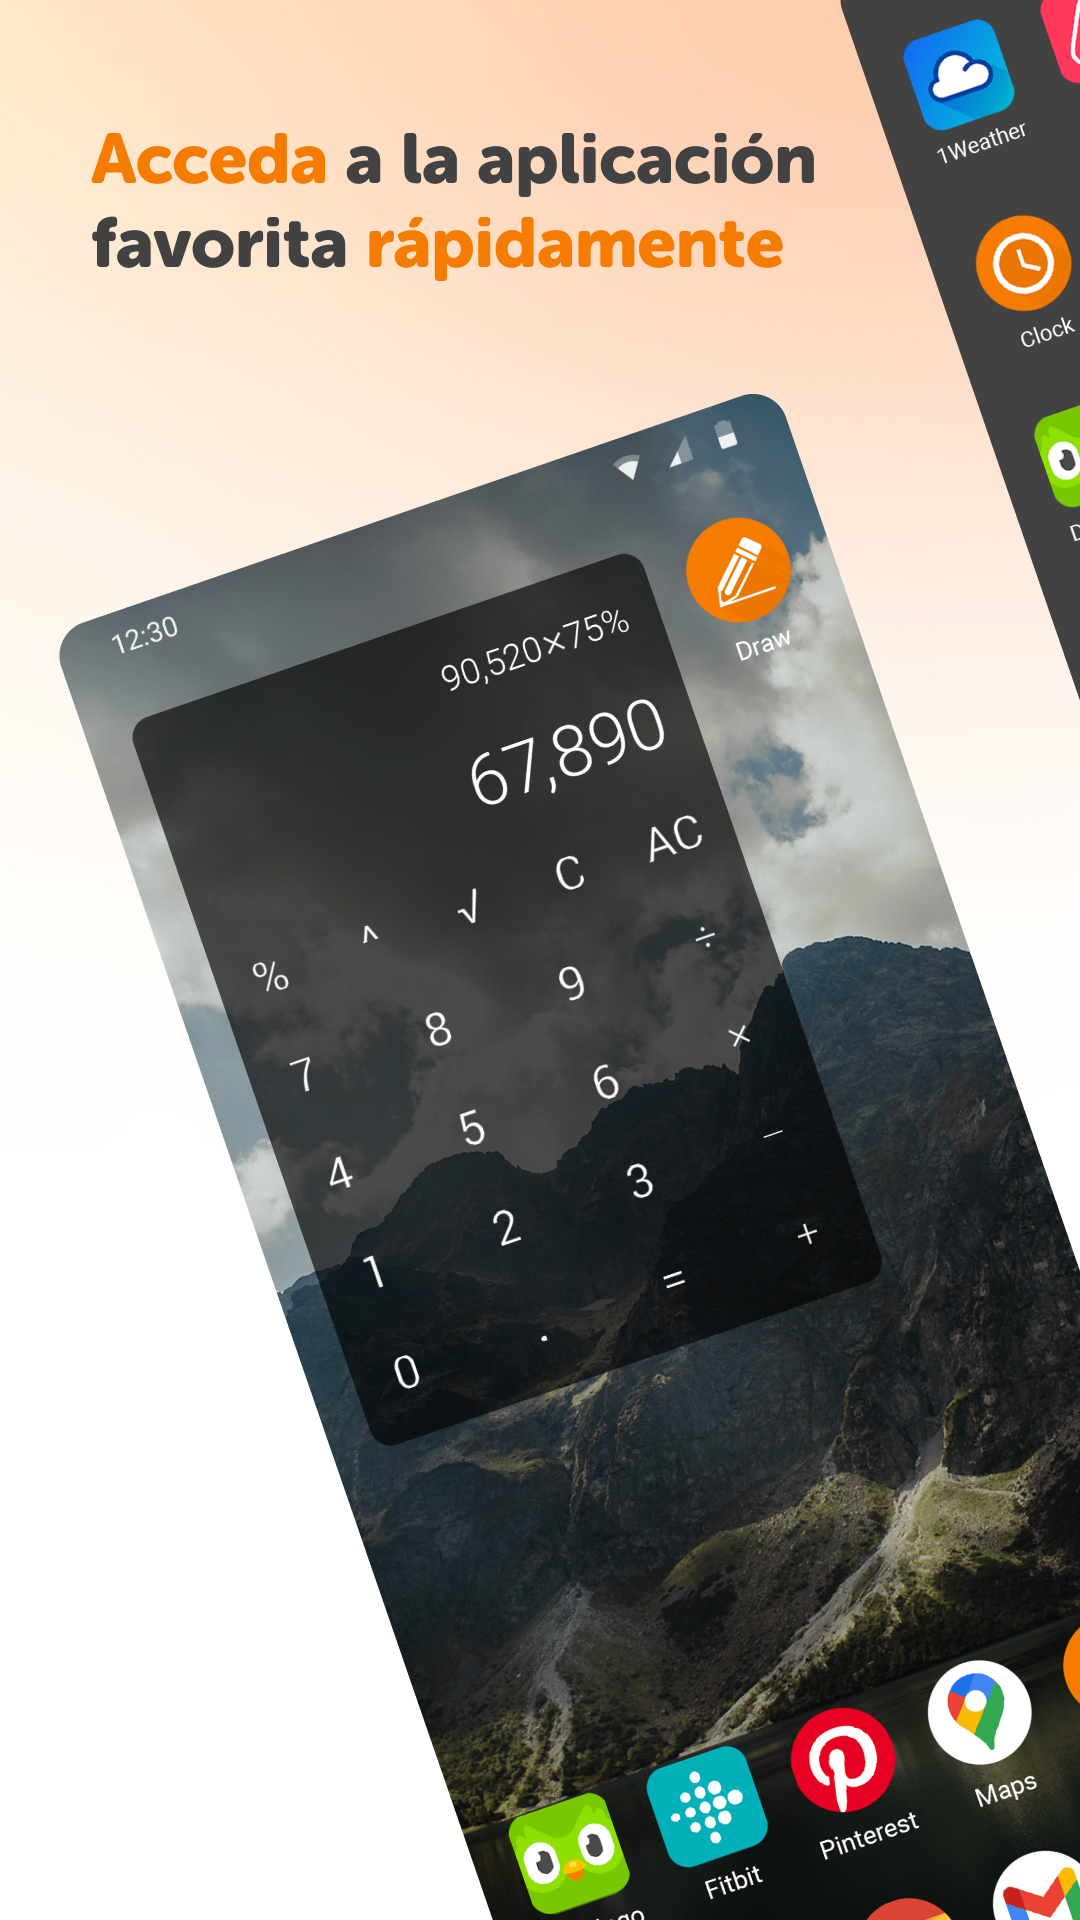 Acceda a la aplicación
favorita rápidamente
1Weather
Clock
12:30
Draw
90,520×75%
67,890
% ^ √ C AC
7 8 9 ÷
4 5 6 ×
1 2 3 −
0 . = +
Maps
Pinterest
Fitbit